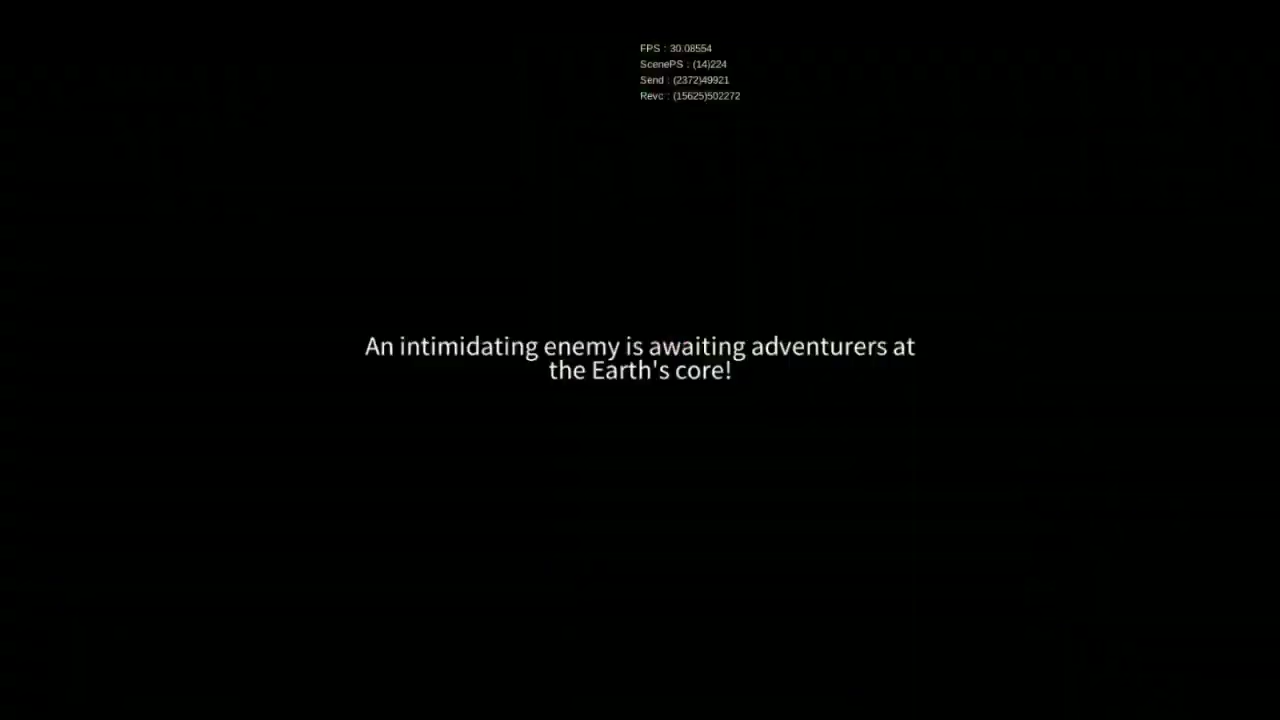 FPS : 30.08554
ScenePS : (14)224
Send : (2372)49921
Revc : (15625)502272
An intimidating enemy is awaiting adventurers at
the Earth's core!